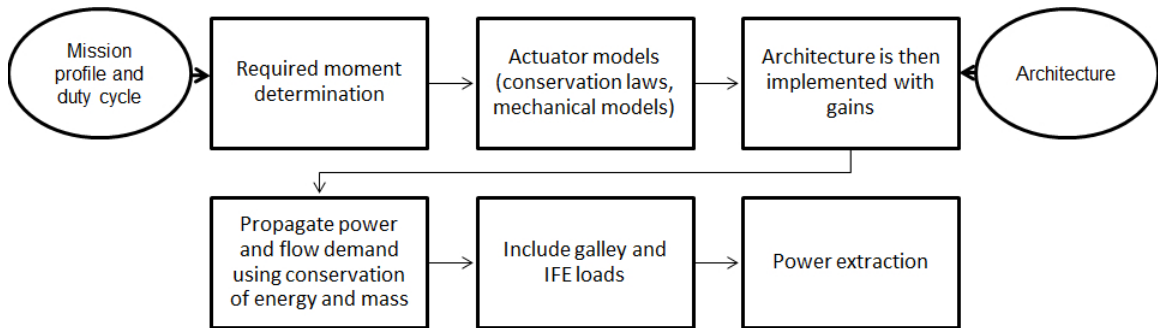 Mission
profile and
duty cycle
Required moment
determination
Actuator models
(conservation laws,
mechanical models)
Architecture is then
implemented with
gains
Architecture
Propagate power
and flow demand
using conservation
of energy and mass
Include galley and
IFE loads
Power extraction